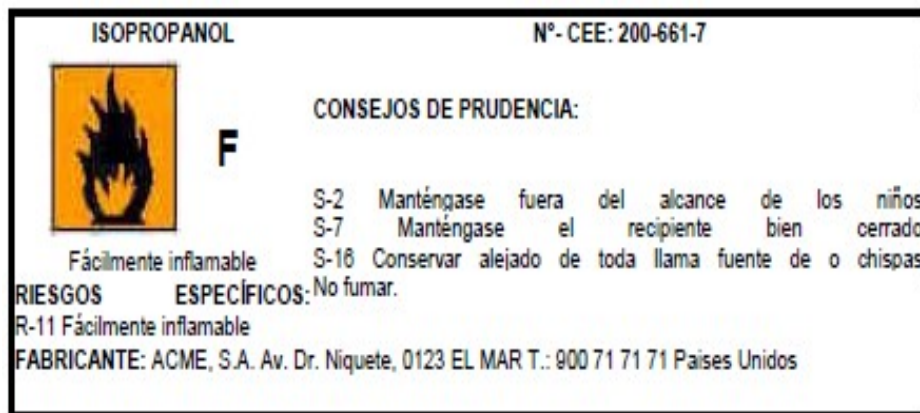 ISOPROPANOL
Nº- CEE: 200-661-7
F
Fácilmente inflamable
CONSEJOS DE PRUDENCIA:
S-2 Manténgase fuera del alcance de los niños
S-7 Manténgase el recipiente bien cerrado
S-16 Conservar alejado de toda llama fuente de o chispas
No fumar.
RIESGOS ESPECÍFICOS:
R-11 Fácilmente inflamable
FABRICANTE: ACME, S.A. Av. Dr. Niquete, 0123 EL MAR T.: 900 71 71 71 Paises Unidos